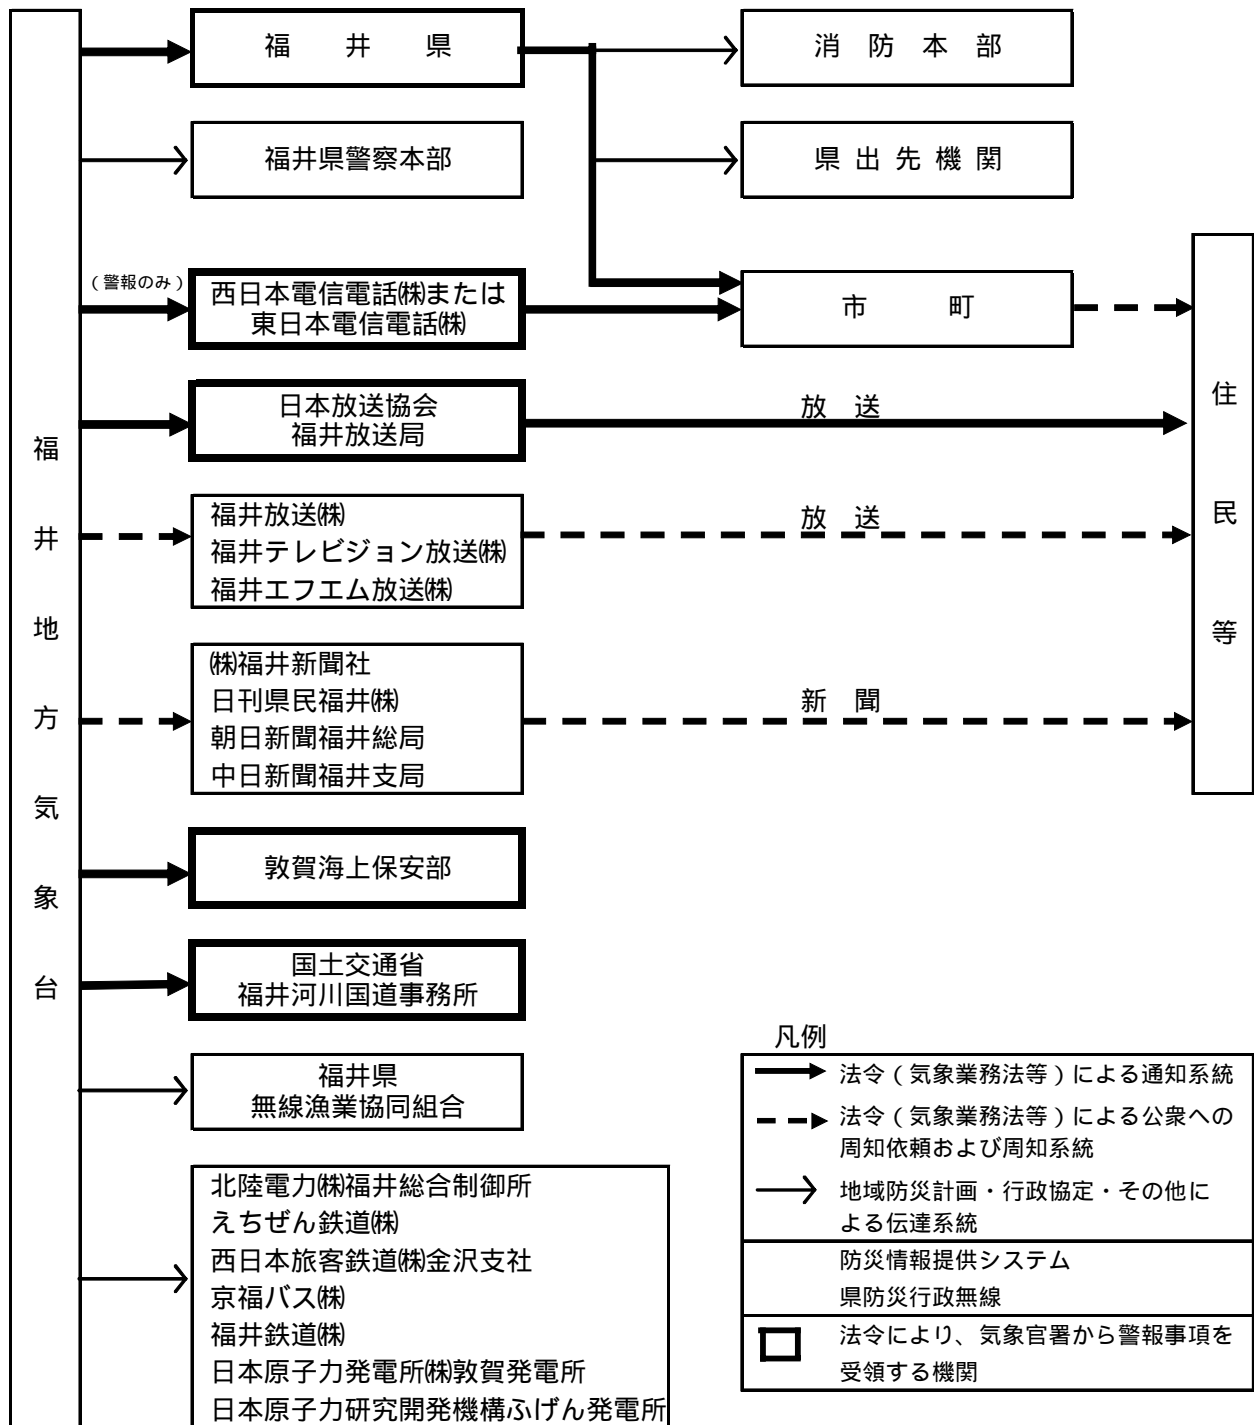 福井地方気象台
福井県
消防本部
福井県警察本部
県出先機関
（警報のみ）
西日本電信電話㈱または
東日本電信電話㈱
市町
日本放送協会
福井放送局
放送
福井放送㈱
福井テレビジョン放送㈱
福井エフエム放送㈱
放送
㈱福井新聞社
日刊県民福井㈱
朝日新聞福井総局
中日新聞福井支局
新聞
住民等
敦賀海上保安部
国土交通省
福井河川国道事務所
福井県
無線漁業協同組合
北陸電力㈱福井総合制御所
えちぜん鉄道㈱
西日本旅客鉄道㈱金沢支社
京福バス㈱
福井鉄道㈱
日本原子力発電所㈱敦賀発電所
日本原子力研究開発機構ふげん発電所
凡例
法令（気象業務法等）による通知系統
法令（気象業務法等）による公衆への
周知依頼および周知系統
地域防災計画・行政協定・その他に
よる伝達系統
防災情報提供システム
県防災行政無線
法令により、気象官署から警報事項を
受領する機関